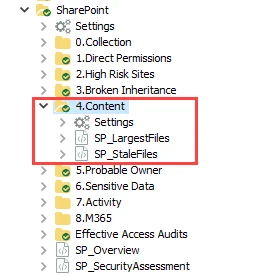 SharePoint
Settings
0.Collection
1.Direct Permissions
2.High Risk Sites
3.Broken Inheritance
4.Content
Settings
SP_LargestFiles
SP_StaleFiles
5.Probable Owner
6.Sensitive Data
7.Activity
8.M365
Effective Access Audits
SP_Overview
SP_SecurityAssessment